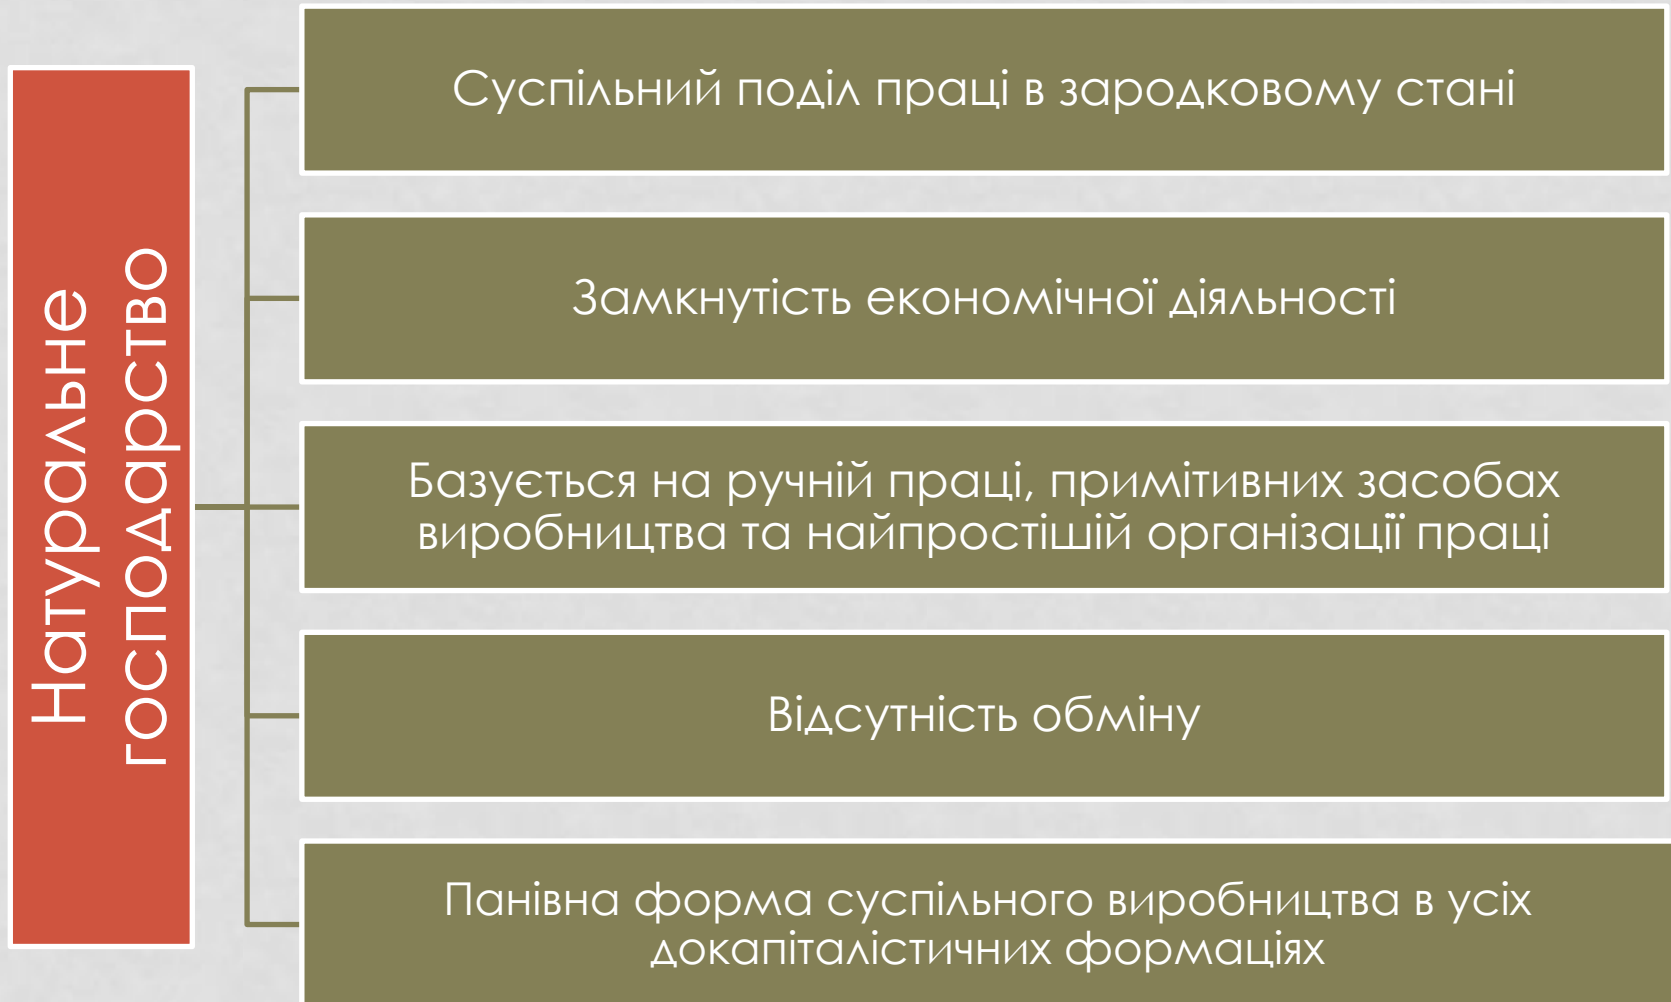 Натуральне
господарство
Суспільний поділ праці в зародковому стані
Замкнутість економічної діяльності
Базується на ручній праці, примітивних засобах
виробництва та найпростішій організації праці
Відсутність обміну
Панівна форма суспільного виробництва в усіх
докапіталістичних формаціях